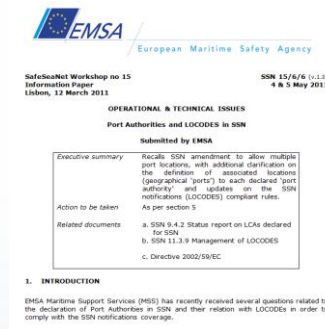 EMSA
European Maritime Safety Agency
SafeSeaNet Workshop no 15
Information Paper
Lisbon, 12 March 2011
SSN 15/6/6 (v.1.0
4 & 5 May 2011
OPERATIONAL & TECHNICAL ISSUES
Port Authorities and LOCODES in SSN
Submitted by EMSA
Executive summary
Recalls SSN amendment to allow multiple
port locations, with additional clarification on
the definition of associated locations
(geographical 'ports') to each declared 'port
authority' and updates on the SSN
notifications (LOCODES) compliant rules.
Action to be taken
As per section 5
Related documents
a. SSN 9.4.2 Status report on LCAs declared
for SSN
b. SSN 11.3.9 Management of LOCODES
c. Directive 2002/59/EC
1. INTRODUCTION
EMSA Maritime Support Services (MSS) has recently received several questions related to
the declaration of Port Authorities in SSN and their relation with LOCODES in order to
comply with the SSN notifications coverage.